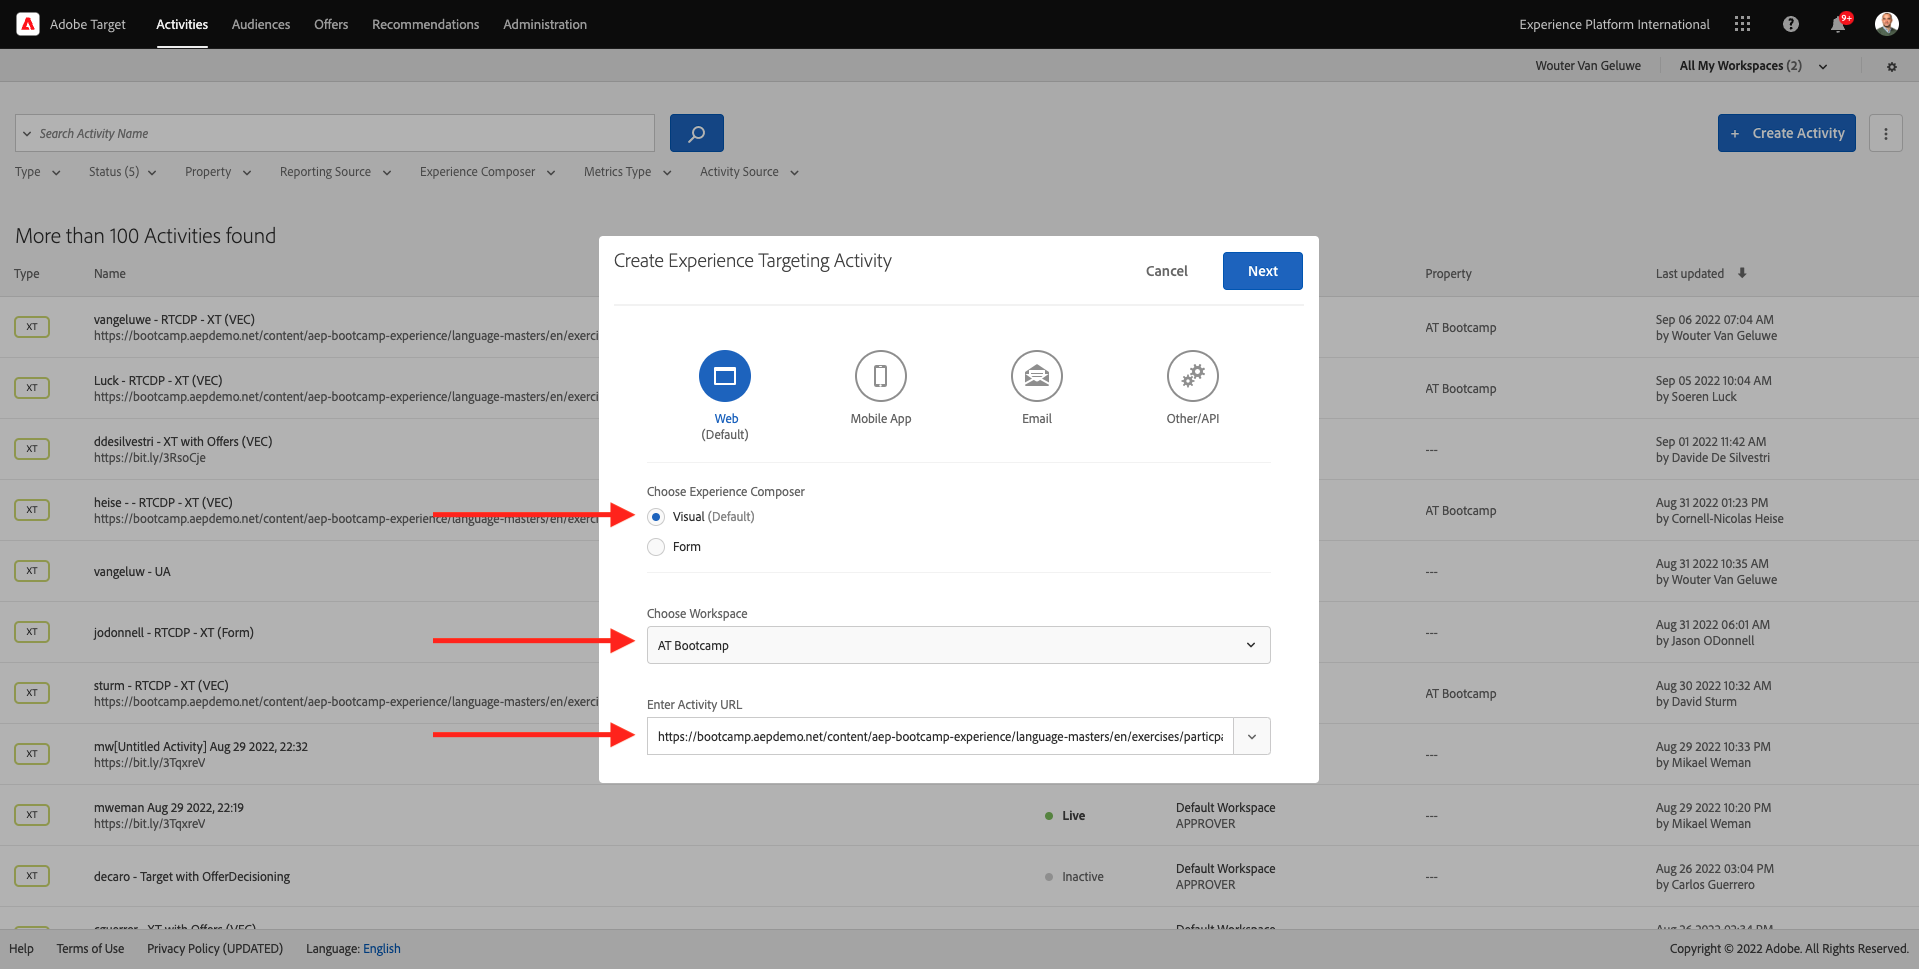 Adobe Target
Activities
Audiences
Offers
Recommendations
Administration
Experience Platform International
9+
Wouter Van Geluwe
All My Workspaces (2)
Search Activity Name
+ Create Activity
Type
Status (5)
Property
Reporting Source
Experience Composer
Metrics Type
Activity Source
More than 100 Activities found
Type
Name
Property
Last updated
XT
vangeluwe - RTCDP - XT (VEC)
https://bootcamp.aepdemo.net/content/aep-bootcamp-experience/language-masters/en/exerci
AT Bootcamp
Sep 06 2022 07:04 AM
by Wouter Van Geluwe
XT
Luck - RTCDP - XT (VEC)
https://bootcamp.aepdemo.net/content/aep-bootcamp-experience/language-masters/en/exerci
AT Bootcamp
Sep 05 2022 10:04 AM
by Soeren Luck
XT
ddesilvestri - XT with Offers (VEC)
https://bit.ly/3RsoCje
---
Sep 01 2022 11:42 AM
by Davide De Silvestri
XT
heise - - RTCDP - XT (VEC)
https://bootcamp.aepdemo.net/content/aep-bootcamp-experience/language-masters/en/exerci
AT Bootcamp
Aug 31 2022 01:23 PM
by Cornell-Nicolas Heise
XT
vangeluw - UA
---
Aug 31 2022 10:35 AM
by Wouter Van Geluwe
XT
jodonnell - RTCDP - XT (Form)
---
Aug 31 2022 06:01 AM
by Jason ODonnell
XT
sturm - RTCDP - XT (VEC)
https://bootcamp.aepdemo.net/content/aep-bootcamp-experience/language-masters/en/exerci
AT Bootcamp
Aug 30 2022 10:32 AM
by David Sturm
XT
mw[Untitled Activity] Aug 29 2022, 22:32
https://bit.ly/3TqxreV
---
Aug 29 2022 10:33 PM
by Mikael Weman
XT
mweman Aug 29 2022, 22:19
https://bit.ly/3TqxreV
Live
Default Workspace
APPROVER
---
Aug 29 2022 10:20 PM
by Mikael Weman
XT
decaro - Target with OfferDecisioning
Inactive
Default Workspace
APPROVER
---
Aug 26 2022 03:04 PM
by Carlos Guerrero
cguerrer - XT with Offers (VEC)
Default Workspace
Aug 26 2022 02:34 PM
Create Experience Targeting Activity
Cancel
Next
Web
(Default)
Mobile App
Email
Other/API
Choose Experience Composer
Visual (Default)
Form
Choose Workspace
AT Bootcamp
Enter Activity URL
https://bootcamp.aepdemo.net/content/aep-bootcamp-experience/language-masters/en/exercises/particpa
Help
Terms of Use
Privacy Policy (UPDATED)
Language: English
Copyright © 2022 Adobe. All Rights Reserved.